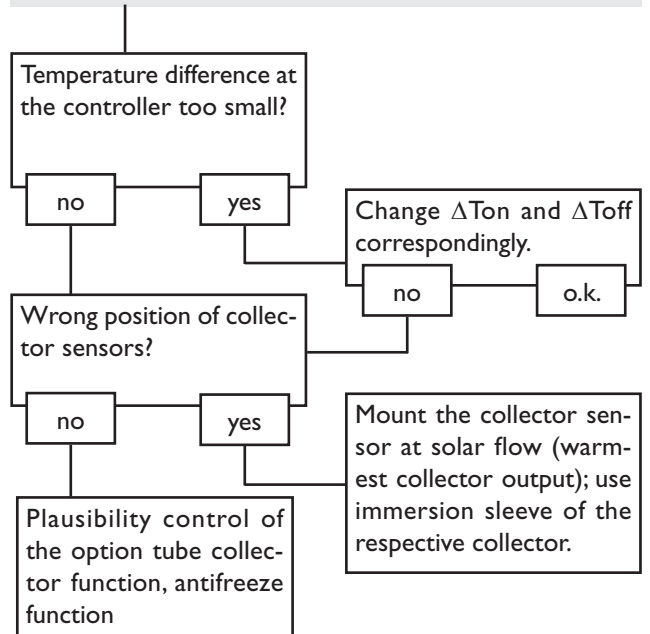 Temperature difference at
the controller too small?
no
yes
Change ΔTon and ΔToff
correspondingly.
no
o.k.
Wrong position of collec-
tor sensors?
no
yes
Mount the collector sen-
sor at solar flow (warm-
est collector output); use
immersion sleeve of the
respective collector.
Plausibility control of
the option tube collec-
tor function, antifreeze
function